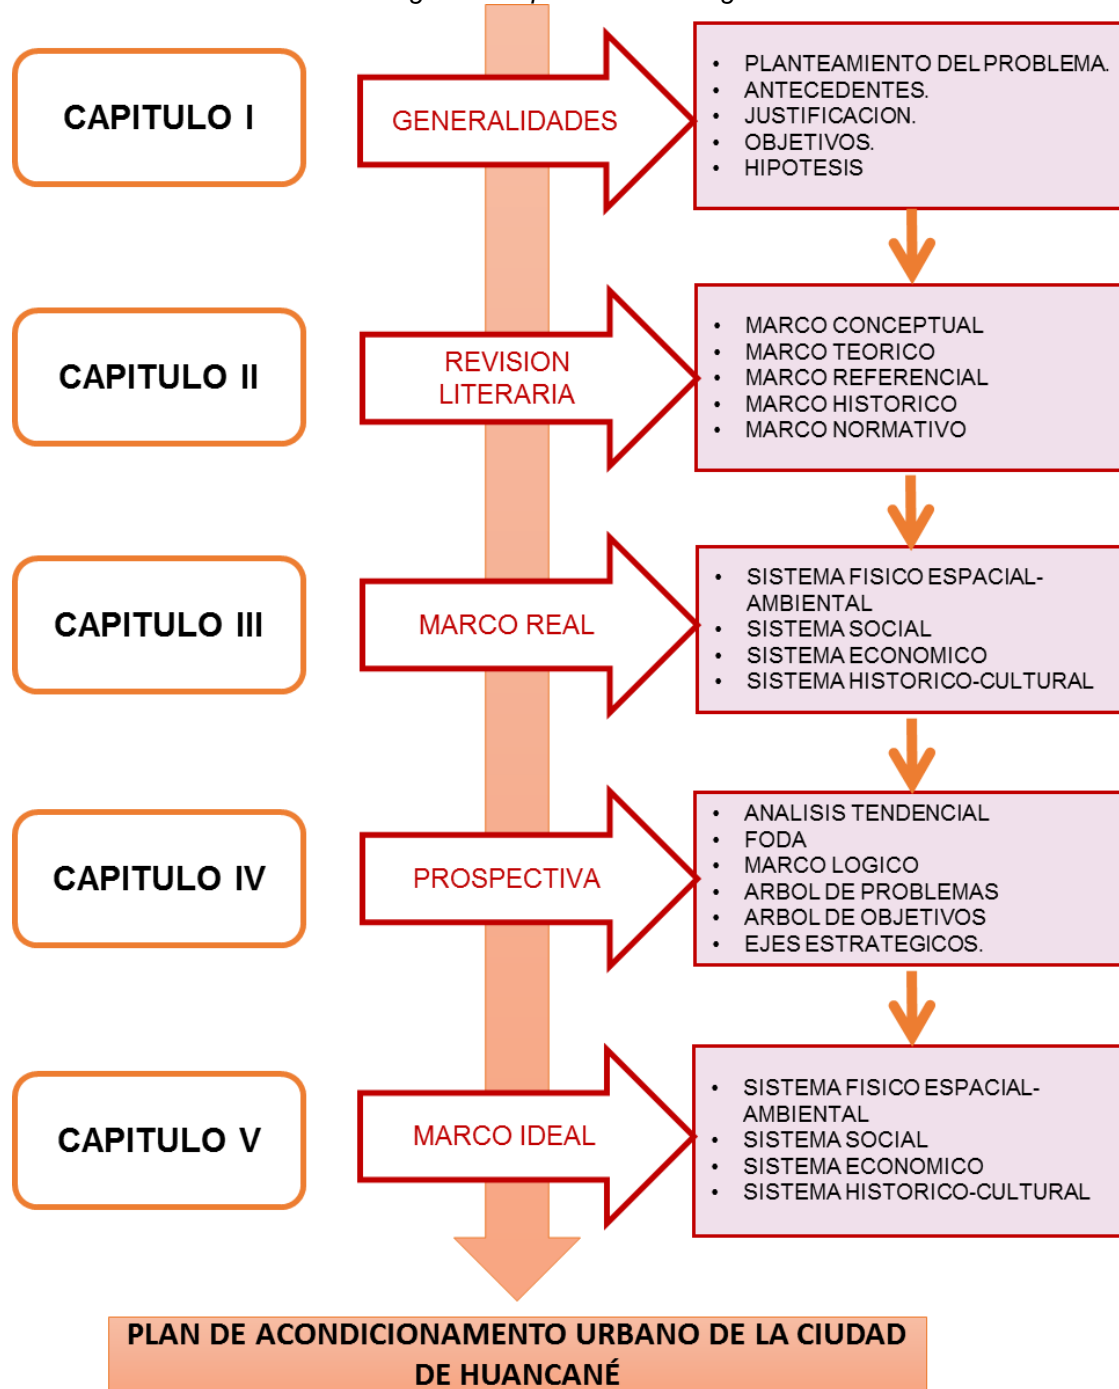 CAPITULO I
GENERALIDADES
• PLANTEAMIENTO DEL PROBLEMA.
• ANTECEDENTES.
• JUSTIFICACION.
• OBJETIVOS.
• HIPOTESIS
CAPITULO II
REVISION
LITERARIA
• MARCO CONCEPTUAL
• MARCO TEORICO
• MARCO REFERENCIAL
• MARCO HISTORICO
• MARCO NORMATIVO
CAPITULO III
MARCO REAL
• SISTEMA FISICO ESPACIAL-
AMBIENTAL
• SISTEMA SOCIAL
• SISTEMA ECONOMICO
• SISTEMA HISTORICO-CULTURAL
CAPITULO IV
PROSPECTIVA
• ANALISIS TENDENCIAL
• FODA
• MARCO LOGICO
• ARBOL DE PROBLEMAS
• ARBOL DE OBJETIVOS
• EJES ESTRATEGICOS.
CAPITULO V
MARCO IDEAL
• SISTEMA FISICO ESPACIAL-
AMBIENTAL
• SISTEMA SOCIAL
• SISTEMA ECONOMICO
• SISTEMA HISTORICO-CULTURAL
PLAN DE ACONDICIONAMENTO URBANO DE LA CIUDAD
DE HUANCANÉ